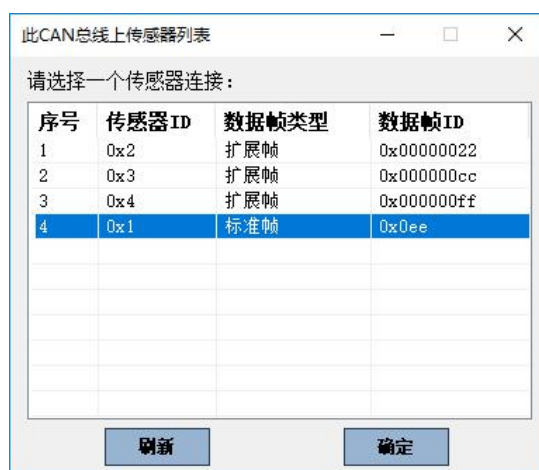 此CAN总线上传感器列表
请选择一个传感器连接：
序号 传感器ID 数据帧类型 数据帧ID
1 0x2 扩展帧 0x00000022
2 0x3 扩展帧 0x000000cc
3 0x4 扩展帧 0x000000ff
4 0x1 标准帧 0x0ee
刷新 确定